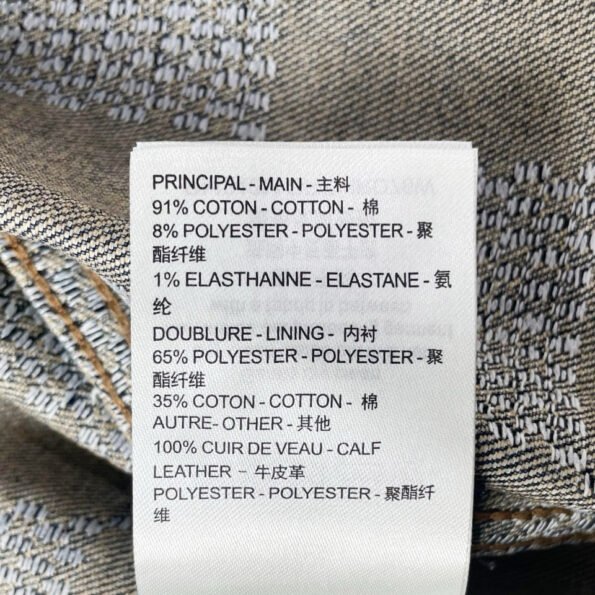 PRINCIPAL - MAIN - 主料
91% COTON - COTTON - 棉
8% POLYESTER - POLYESTER - 聚
酯纤维
1% ELASTHANNE - ELASTANE - 氨
纶
DOUBLURE - LINING - 内衬
65% POLYESTER - POLYESTER - 聚
酯纤维
35% COTON - COTTON - 棉
AUTRE- OTHER - 其他
100% CUIR DE VEAU - CALF
LEATHER - 牛皮革
POLYESTER - POLYESTER - 聚酯纤
维